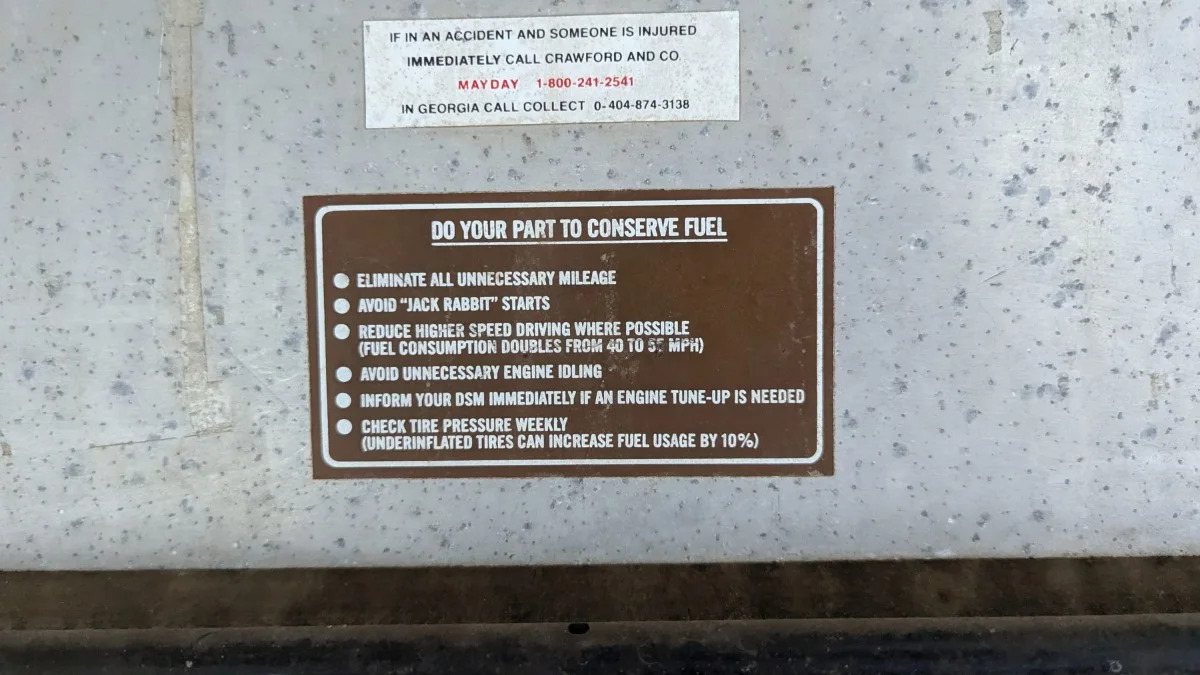 IF IN AN ACCIDENT AND SOMEONE IS INJURED
IMMEDIATELY CALL CRAWFORD AND CO
MAYDAY 1-800-241-2541
IN GEORGIA CALL COLLECT 0-404-874-3138
DO YOUR PART TO CONSERVE FUEL
● ELIMINATE ALL UNNECESSARY MILEAGE
● AVOID "JACK RABBIT" STARTS
● REDUCE HIGHER SPEED DRIVING WHERE POSSIBLE
(FUEL CONSUMPTION DOUBLES FROM 40 TO 55 MPH)
● AVOID UNNECESSARY ENGINE IDLING
● INFORM YOUR DSM IMMEDIATELY IF AN ENGINE TUNE-UP IS NEEDED
● CHECK TIRE PRESSURE WEEKLY
(UNDERINFLATED TIRES CAN INCREASE FUEL USAGE BY 10%)